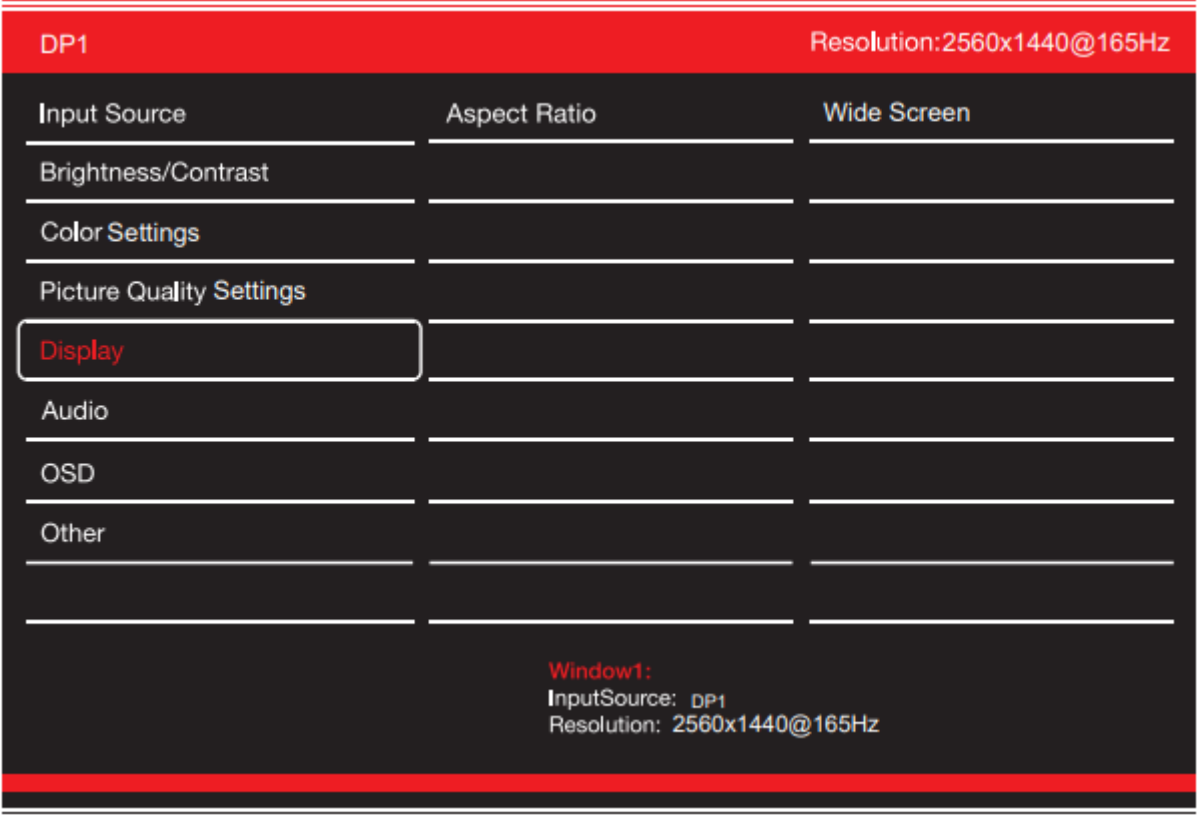 DP1 Resolution:2560x1440@165Hz
Input Source Aspect Ratio Wide Screen
Brightness/Contrast
Color Settings
Picture Quality Settings
Display
Audio
OSD
Other
Window1:
InputSource: DP1
Resolution: 2560x1440@165Hz